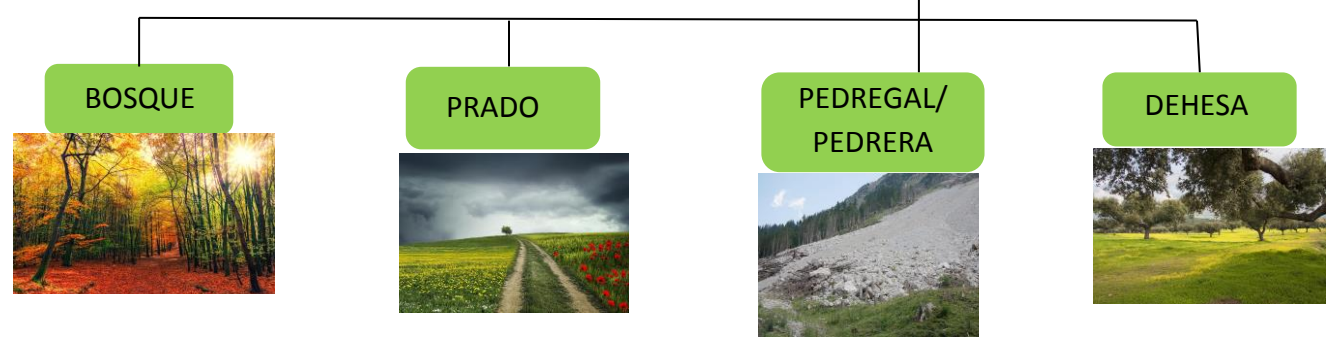 BOSQUE
PRADO
PEDREGAL/
PEDRERA
DEHESA